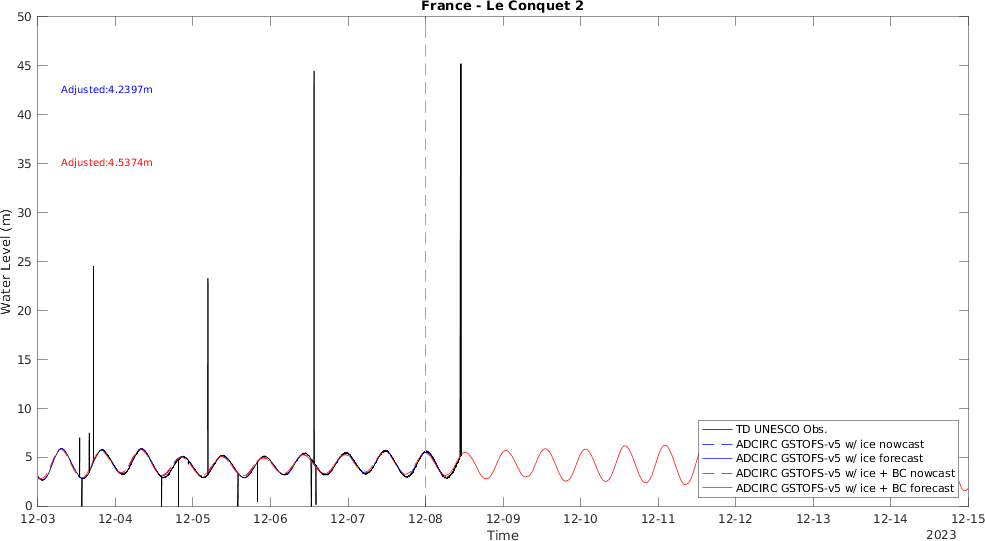 France - Le Conquet 2
50
45
40
35
30
25
20
15
10
5
0
Water Level (m)
Adjusted:4.2397m
Adjusted:4.5374m
TD UNESCO Obs.
ADCIRC GSTOFS-v5 w/ ice nowcast
ADCIRC GSTOFS-v5 w/ ice forecast
ADCIRC GSTOFS-v5 w/ ice + BC nowcast
ADCIRC GSTOFS-v5 w/ ice + BC forecast
12-03 12-04 12-05 12-06 12-07 12-08 12-09 12-10 12-11 12-12 12-13 12-14 12-15
Time
2023